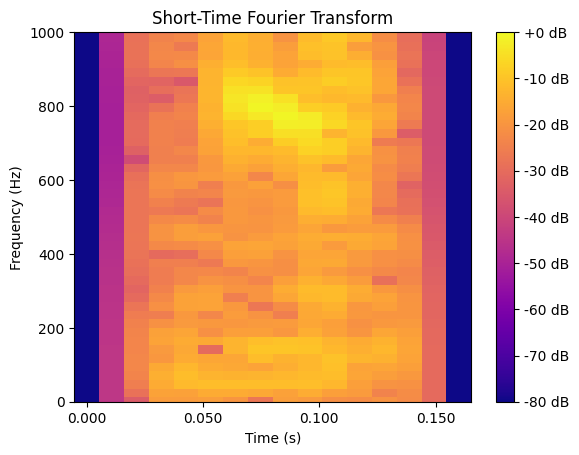 Short-Time Fourier Transform
1000
800
600
400
200
0
Frequency (Hz)
0.000
0.050
0.100
0.150
Time (s)
+0 dB
-10 dB
-20 dB
-30 dB
-40 dB
-50 dB
-60 dB
-70 dB
-80 dB